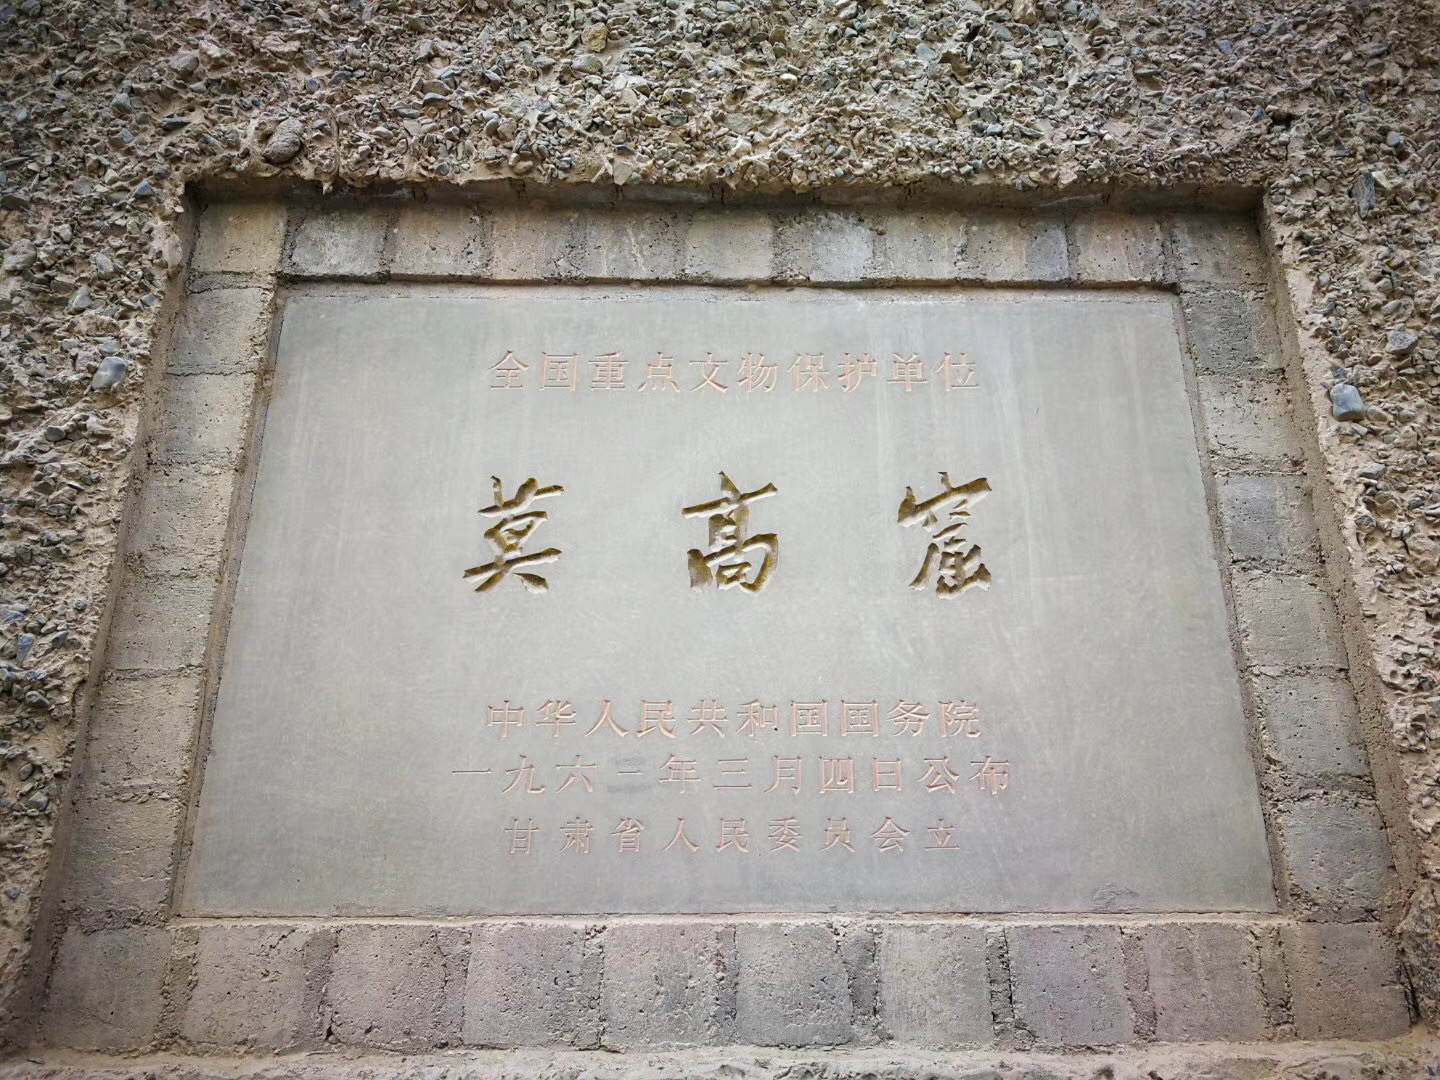 全国重点文物保护单位
莫高窟
中华人民共和国国务院
一九六一年三月四日公布
甘肃省人民委员会立